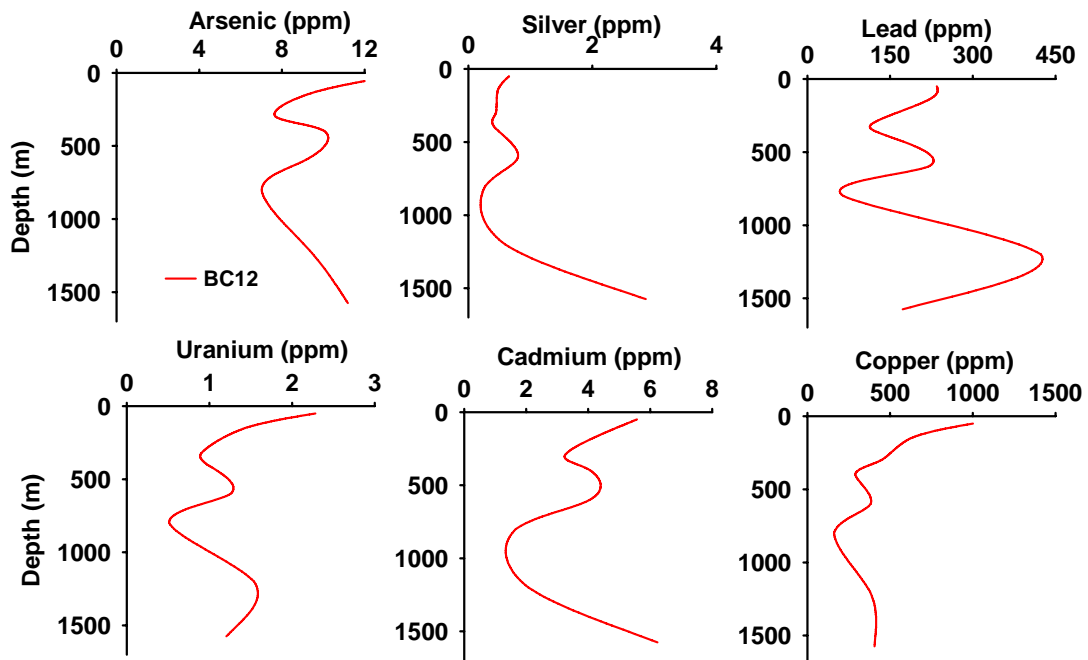 Arsenic (ppm)
0 4 8 12
0
500
1000
1500
Depth (m)
BC12
Silver (ppm)
0 2 4
0
500
1000
1500
Lead (ppm)
0 150 300 450
0
500
1000
1500
Uranium (ppm)
0 1 2 3
0
500
1000
1500
Depth (m)
Cadmium (ppm)
0 2 4 6 8
0
500
1000
1500
Copper (ppm)
0 500 1000 1500
0
500
1000
1500